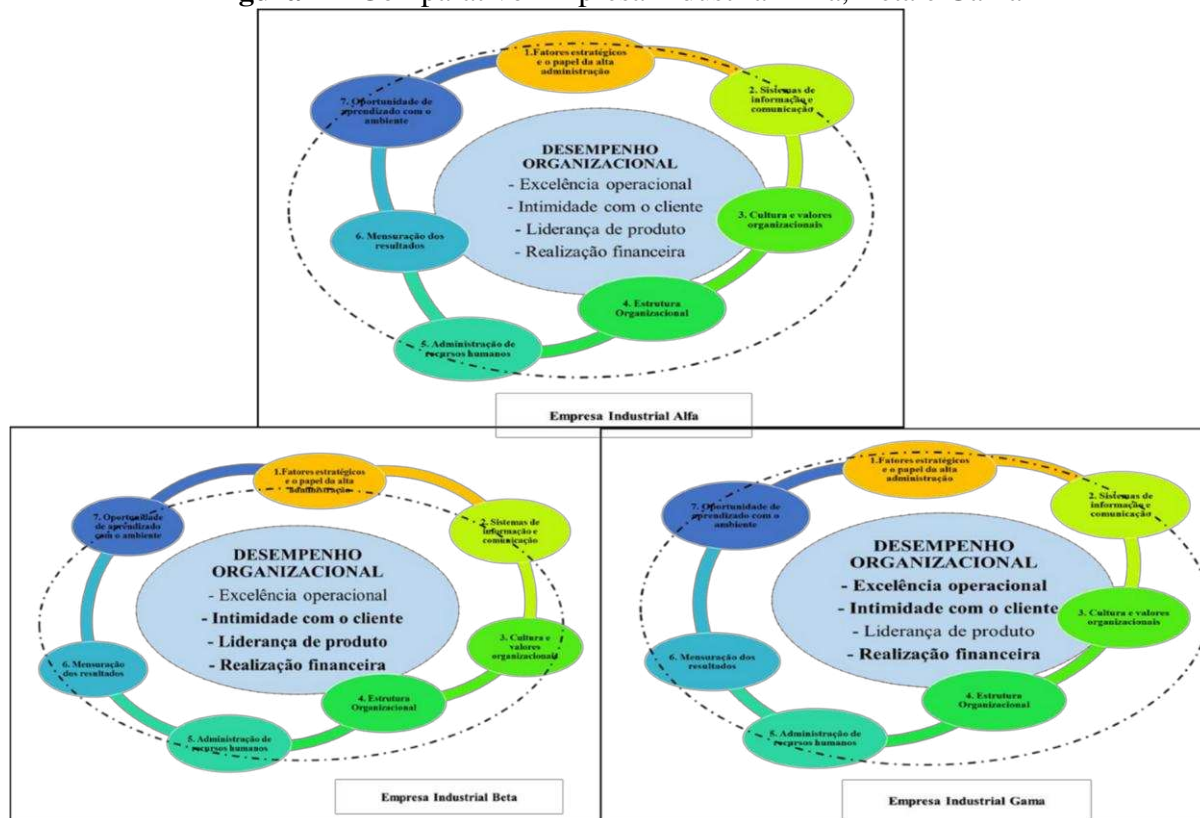 1.Fatores estratégicos
e o papel da alta
administração
2. Sistemas de
informação e
comunicação
3. Cultura e valores
organizacionais
4. Estrutura
Organizacional
5. Administração de
recursos humanos
6. Mensuração dos
resultados
7. Oportunidade de
aprendizado com o
ambiente
DESEMPENHO
ORGANIZACIONAL
- Excelência operacional
- Intimidade com o cliente
- Liderança de produto
- Realização financeira
Empresa Industrial Alfa
1.Fatores estratégicos
e o papel da alta
administração
2. Sistemas de
informação e
comunicação
3. Cultura e
valores
organizacionais
4. Estrutura
Organizacional
5. Administração de
recursos humanos
6. Mensuração
dos resultados
7. Oportunidade
de aprendizado
com o ambiente
DESEMPENHO
ORGANIZACIONAL
- Excelência operacional
- Intimidade com o cliente
- Liderança de produto
- Realização financeira
Empresa Industrial Beta
1.Fatores estratégicos
e o papel da alta
administração
2. Sistemas de
informação e
comunicação
3. Cultura e valores
organizacionais
4. Estrutura
Organizacional
5. Administração de
recursos humanos
6. Mensuração dos
resultados
7. Oportunidade de
aprendizado com o
ambiente
DESEMPENHO
ORGANIZACIONAL
- Excelência operacional
- Intimidade com o cliente
- Liderança de produto
- Realização financeira
Empresa Industrial Gama